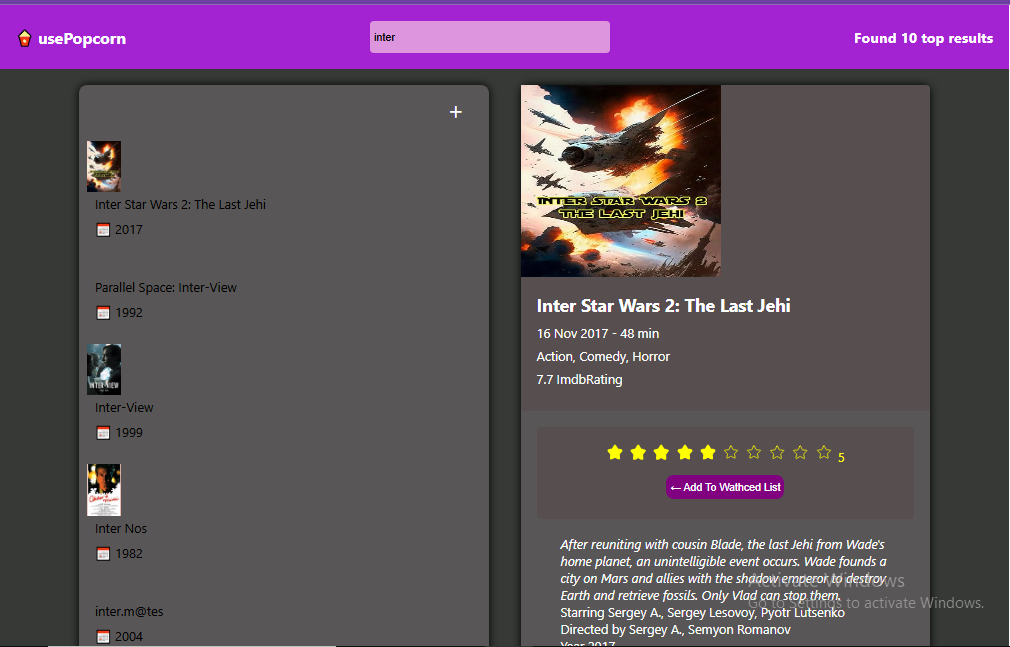 usePopcorn
inter
Found 10 top results
+
Inter Star Wars 2: The Last Jehi
2017
Parallel Space: Inter-View
1992
INTER-VIEW
Inter-View
1999
Inter Nos
1982
inter.m@tes
2004
INTER STAR WARS 2
THE LAST JEHI
Inter Star Wars 2: The Last Jehi
16 Nov 2017 - 48 min
Action, Comedy, Horror
7.7 ImdbRating
5
← Add To Wathced List
After reuniting with cousin Blade, the last Jehi from Wade's
home planet, an unintelligible event occurs. Wade founds a
city on Mars and allies with the shadow emperor to destroy
Earth and retrieve fossils. Only Vlad can stop them.
Starring Sergey A., Sergey Lesovoy, Pyotr Lutsenko
Directed by Sergey A., Semyon Romanov
Year 2017
Activate Windows
Go to Settings to activate Windows.